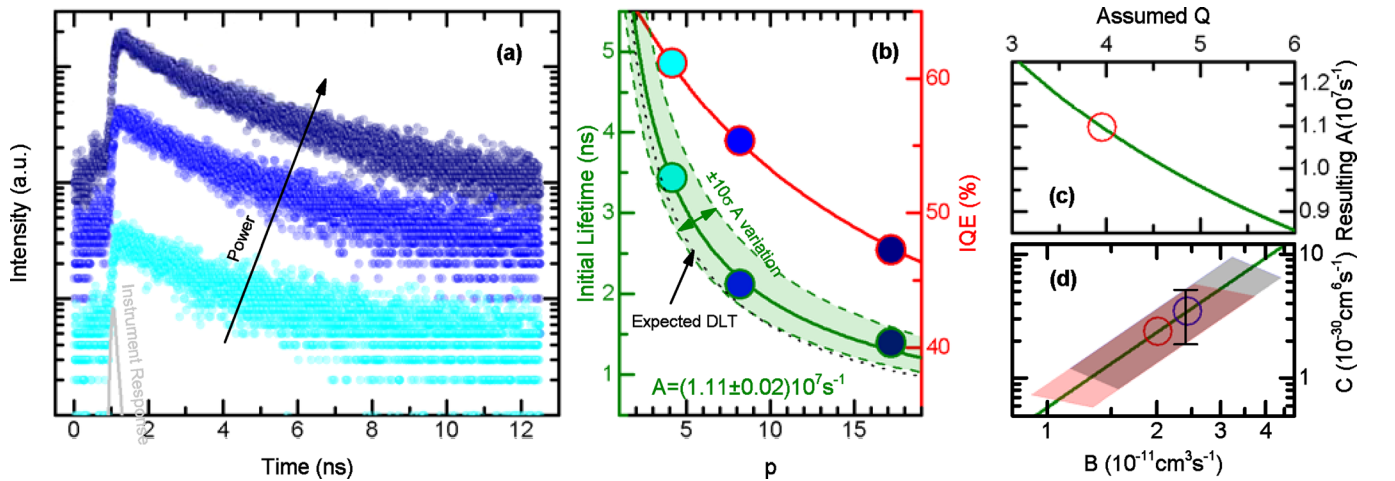 (a)
Intensity (a.u.)
Power
Instrument Response
0 2 4 6 8 10 12
Time (ns)
(b)
Initial Lifetime (ns)
5
4
3
2
1
±10σ A variation
Expected DLT
A=(1.11±0.02)10⁷s⁻¹
5 10 15
p
60
50
40
IQE (%)
Assumed Q
3 4 5 6
(c)
1.2
1.1
1.0
0.9
Resulting A(10⁷s⁻¹)
(d)
10
1
C (10⁻³⁰cm⁶s⁻¹)
1 2 3 4
B (10⁻¹¹cm³s⁻¹)